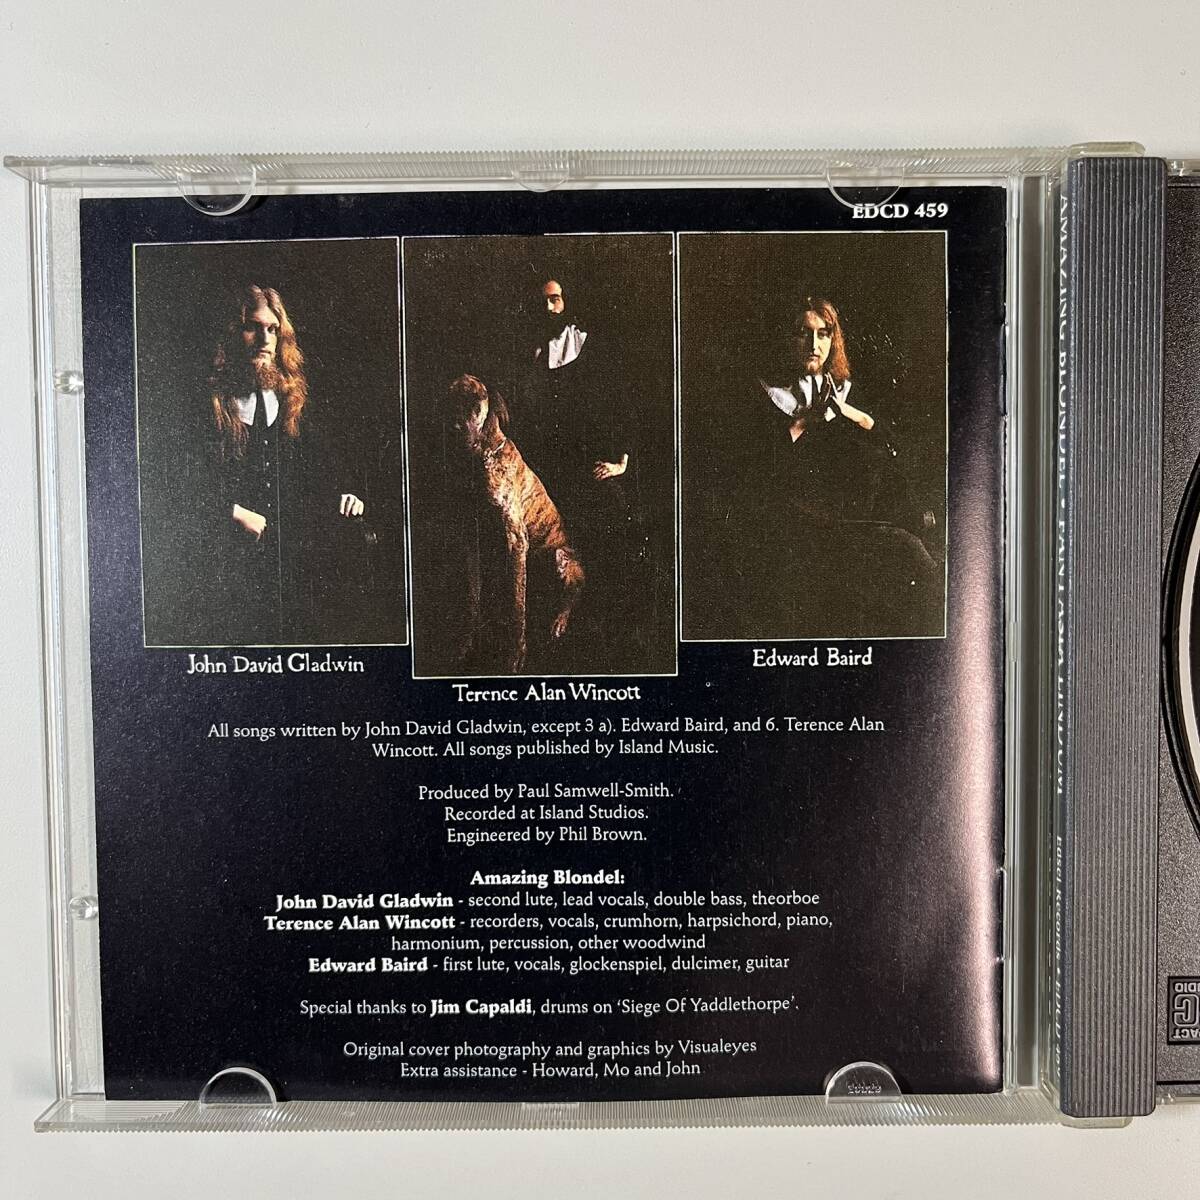 EDCD 459
John David Gladwin
Terence Alan Wincott
Edward Baird
All songs written by John David Gladwin, except 3 a). Edward Baird, and 6. Terence Alan
Wincott. All songs published by Island Music.
Produced by Paul Samwell-Smith.
Recorded at Island Studios.
Engineered by Phil Brown.
Amazing Blondel:
John David Gladwin - second lute, lead vocals, double bass, theorboe
Terence Alan Wincott - recorders, vocals, crumhorn, harpsichord, piano,
harmonium, percussion, other woodwind
Edward Baird - first lute, vocals, glockenspiel, dulcimer, guitar
Special thanks to Jim Capaldi, drums on ‘Siege Of Yaddlethorpe’.
Original cover photography and graphics by Visualeyes
Extra assistance - Howard, Mo and John